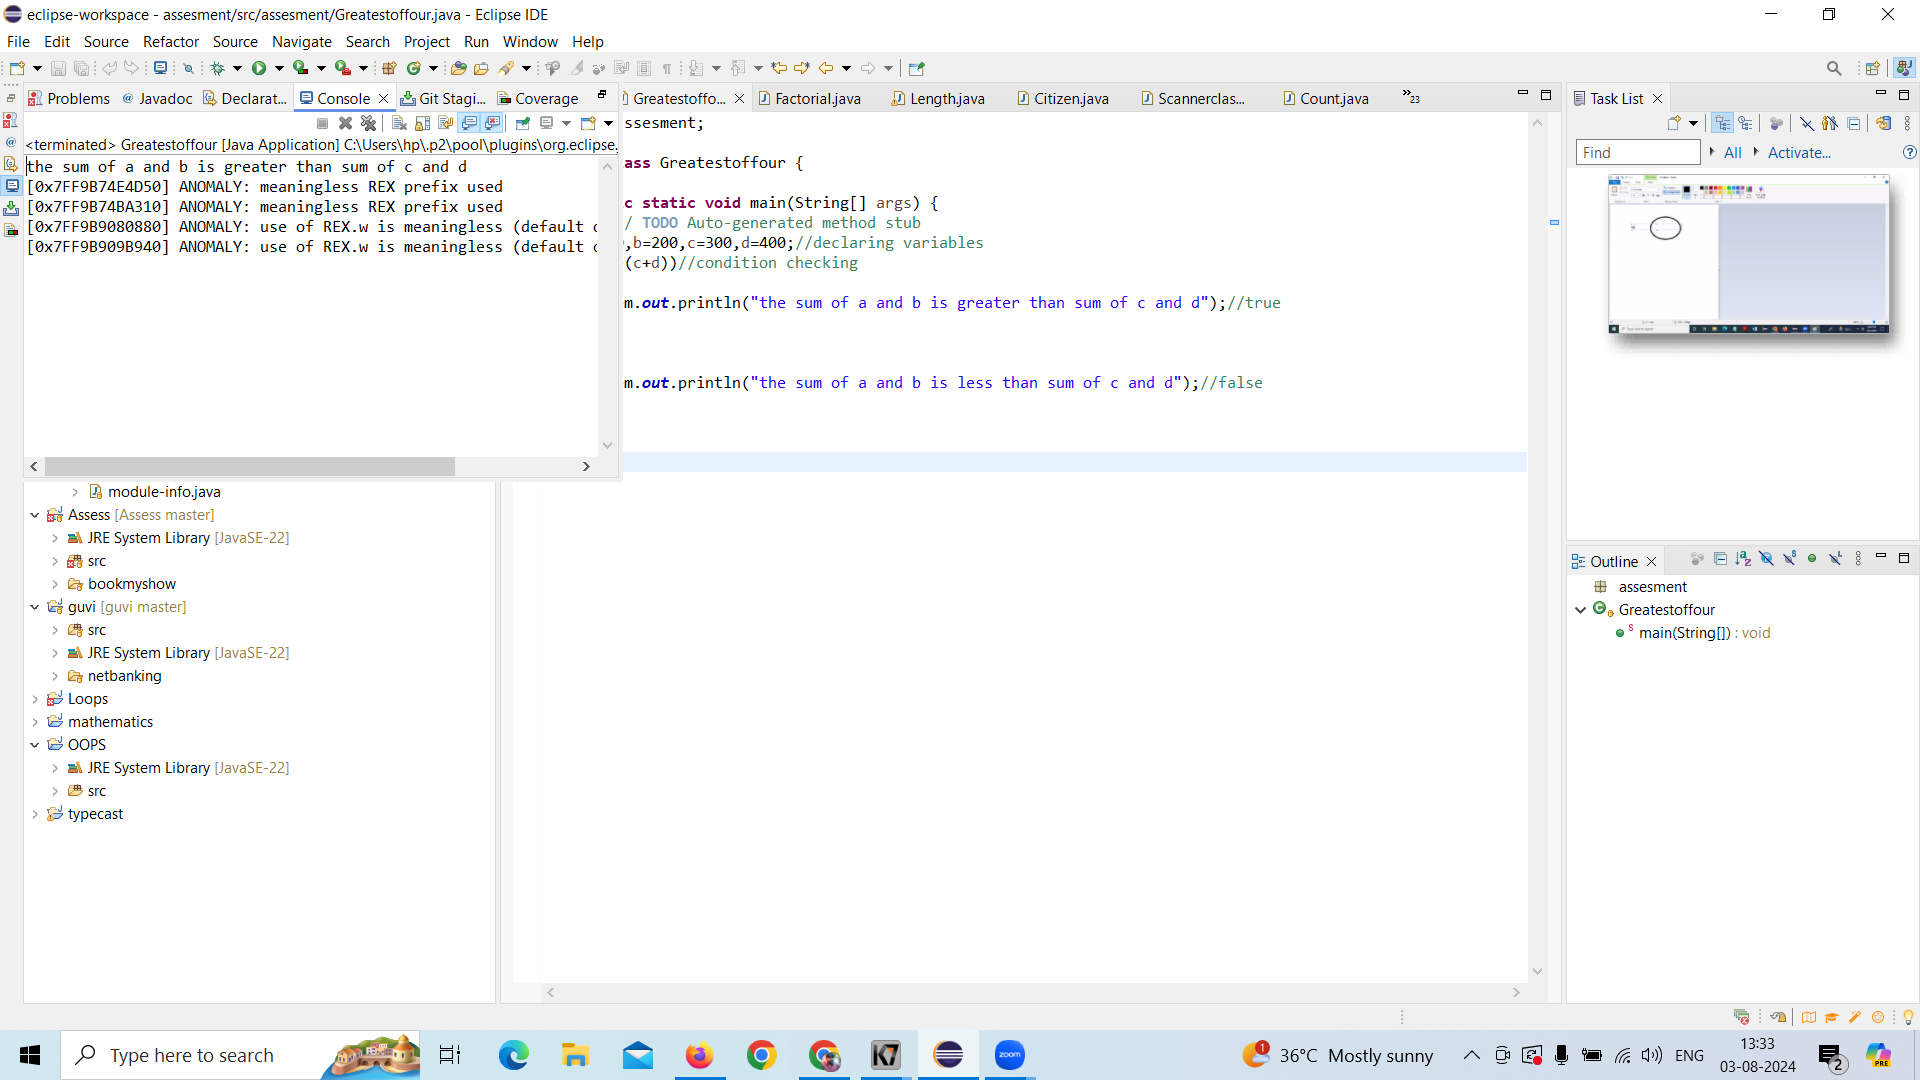 eclipse-workspace - assesment/src/assesment/Greatestoffour.java - Eclipse IDE
File Edit Source Refactor Source Navigate Search Project Run Window Help
Problems @ Javadoc Declarat... Console Git Stagi... Coverage
<terminated> Greatestoffour [Java Application] C:\Users\hp\.p2\pool\plugins\org.eclipse.
the sum of a and b is greater than sum of c and d
[0x7FF9B74E4D50] ANOMALY: meaningless REX prefix used
[0x7FF9B74BA310] ANOMALY: meaningless REX prefix used
[0x7FF9B9080880] ANOMALY: use of REX.w is meaningless (default
[0x7FF9B909B940] ANOMALY: use of REX.w is meaningless (default
module-info.java
Assess [Assess master]
JRE System Library [JavaSE-22]
src
bookmyshow
guvi [guvi master]
src
JRE System Library [JavaSE-22]
netbanking
Loops
mathematics
OOPS
JRE System Library [JavaSE-22]
src
typecast
Greatestoffo... Factorial.java Length.java Citizen.java Scannerclas... Count.java »23
ssesment;
ass Greatestoffour {
c static void main(String[] args) {
/ TODO Auto-generated method stub
,b=200,c=300,d=400;//declaring variables
(c+d))//condition checking
m.out.println("the sum of a and b is greater than sum of c and d");//true
m.out.println("the sum of a and b is less than sum of c and d");//false
Task List
Find All Activate...
Outline
assesment
Greatestoffour
main(String[]) : void
Type here to search
zoom
1
36°C Mostly sunny
ENG
13:33
03-08-2024
2
PRE